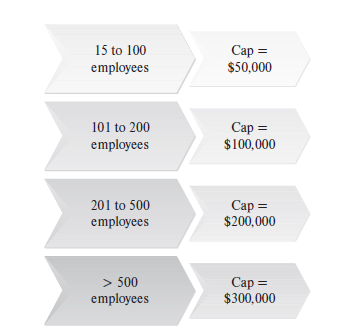 15 to 100
employees
Cap =
$50,000
101 to 200
employees
Cap =
$100,000
201 to 500
employees
Cap =
$200,000
> 500
employees
Cap =
$300,000